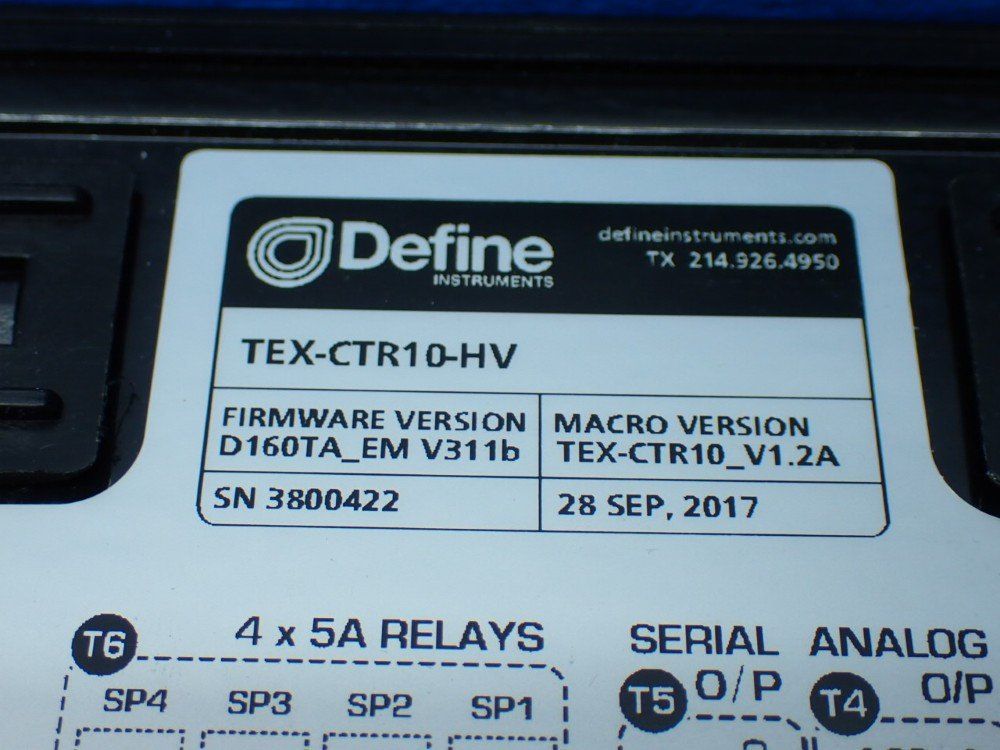 Define
INSTRUMENTS
defineinstruments.com
TX 214.926.4950
TEX-CTR10-HV
FIRMWARE VERSION
D160TA_EM V311b
MACRO VERSION
TEX-CTR10_V1.2A
SN 3800422
28 SEP, 2017
T6
4 x 5A RELAYS
SP4 SP3 SP2 SP1
SERIAL
T5 O/P
ANALOG
T4 O/P